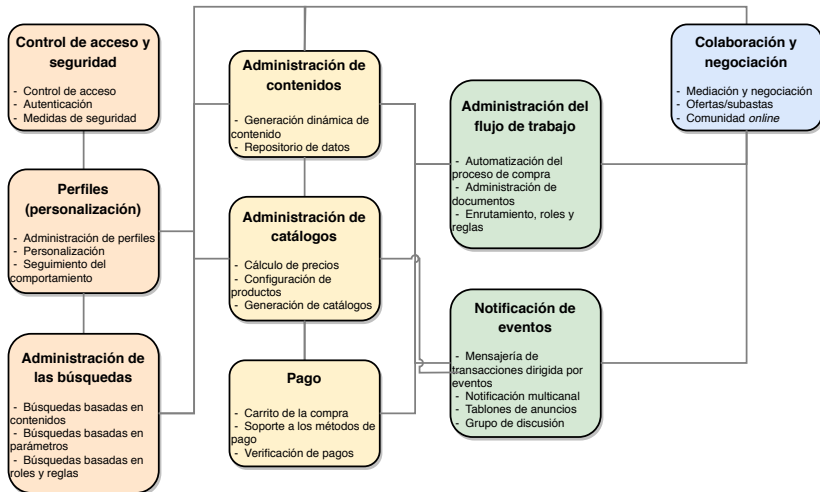 Control de acceso y
seguridad
- Control de acceso
- Autenticación
- Medidas de seguridad
Perfiles
(personalización)
- Administración de perfiles
- Personalización
- Seguimiento del
comportamiento
Administración de
las búsquedas
- Búsquedas basadas en
contenidos
- Búsquedas basadas en
parámetros
- Búsquedas basadas en
roles y reglas
Administración de
contenidos
- Generación dinámica de
contenido
- Repositorio de datos
Administración de
catálogos
- Cálculo de precios
- Configuración de
productos
- Generación de catálogos
Pago
- Carrito de la compra
- Soporte a los métodos de
pago
- Verificación de pagos
Administración del
flujo de trabajo
- Automatización del
proceso de compra
- Administración de
documentos
- Enrutamiento, roles y
reglas
Notificación de
eventos
- Mensajería de
transacciones dirigida por
eventos
- Notificación multicanal
- Tablones de anuncios
- Grupo de discusión
Colaboración y
negociación
- Mediación y negociación
- Ofertas/subastas
- Comunidad online